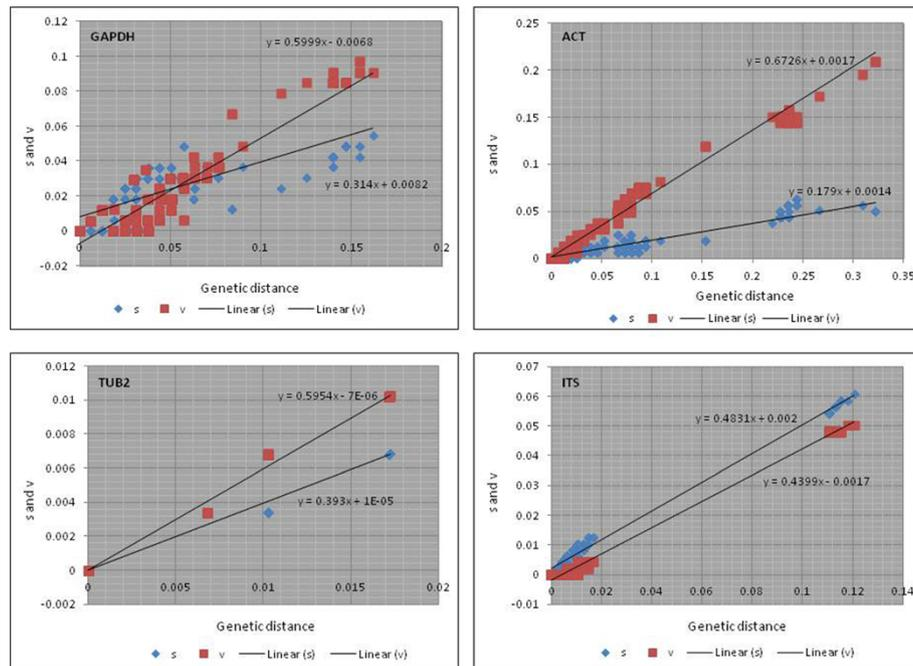 GAPDH
0.12
0.1
0.08
0.06
0.04
0.02
0
-0.02
y = 0.5999x - 0.0068
0.314x + 0.0082
0.05
0.1
0.15
0.2
s and v
Genetic distance
s v Linear (s) Linear (v)
ACT
0.25
0.2
0.15
0.1
0.05
0
y = 0.6726x + 0.0017
y = 0.179x + 0.0014
0 0.05 0.1 0.15 0.2 0.25 0.3 0.35
s and v
Genetic distance
s v Linear (s) Linear (v)
TUB2
0.012
0.01
0.008
0.006
0.004
0.002
0
-0.002
y = 0.5954x - 7E-06
y = 0.393x + 1E-05
0 0.005 0.01 0.015 0.02
s and v
Genetic distance
s v Linear (s) Linear (v)
ITS
0.07
0.06
0.05
0.04
0.03
0.02
0.01
0
-0.01
y = 0.4831x + 0.002
y = 0.4399x - 0.0017
0 0.02 0.04 0.06 0.08 0.1 0.12 0.14
s and v
Genetic distance
s v Linear (s) Linear (v)